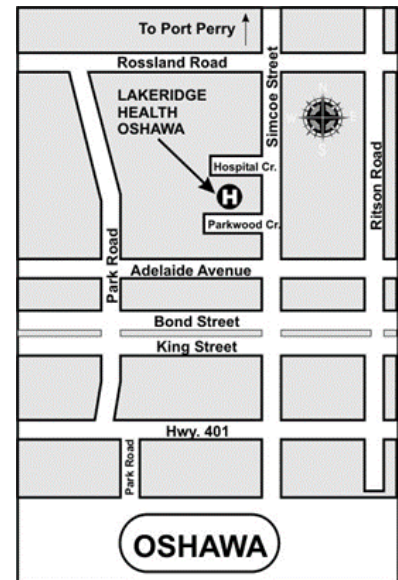 To Port Perry
Rossland Road
Simcoe Street
LAKERIDGE
HEALTH
OSHAWA
N
W
E
S
Hospital Cr.
H
Parkwood Cr.
Ritson Road
Park Road
Adelaide Avenue
Bond Street
King Street
Hwy. 401
Park Road
OSHAWA